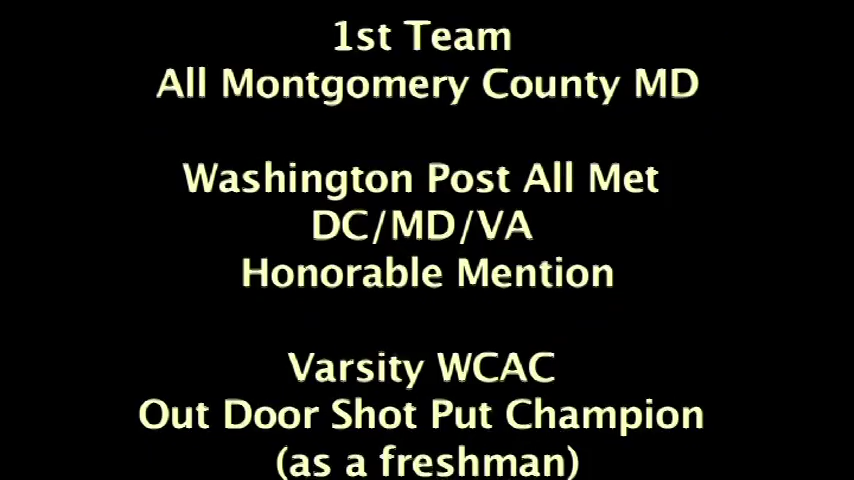 1st Team
All Montgomery County MD
Washington Post All Met
DC/MD/VA
Honorable Mention
Varsity WCAC
Out Door Shot Put Champion
(as a freshman)